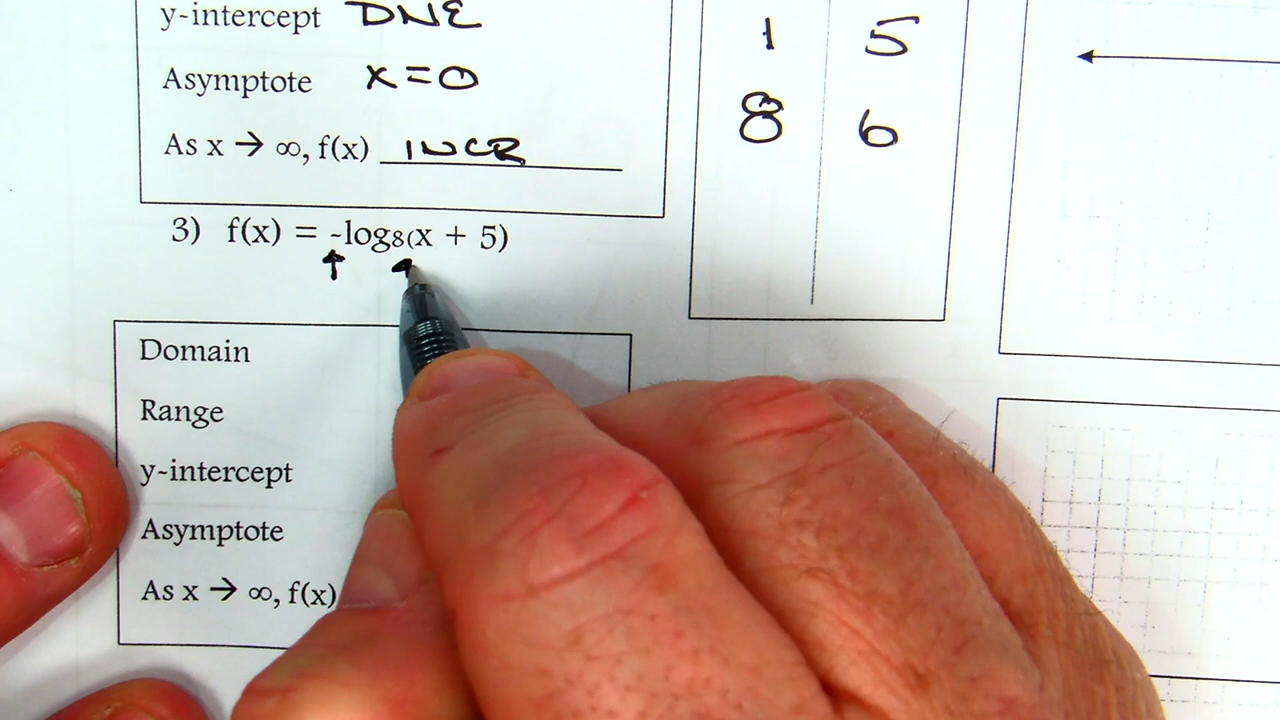 y-intercept DNE
Asymptote x=0
As x → ∞, f(x) INCR
1 5
8 6
3) f(x) = -log₈(x + 5)
Domain
Range
y-intercept
Asymptote
As x → ∞, f(x)